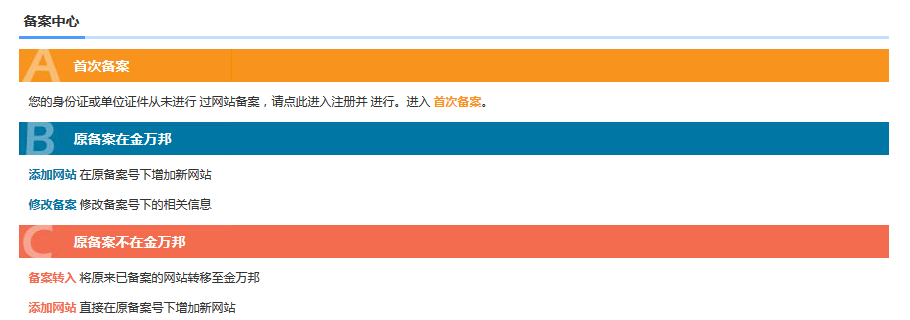 备案中心
A 首次备案
您的身份证或单位证件从未进行 过网站备案，请点此进入注册并 进行。进入 首次备案。
B 原备案在金万邦
添加网站 在原备案号下增加新网站
修改备案 修改备案号下的相关信息
C 原备案不在金万邦
备案转入 将原来已备案的网站转移至金万邦
添加网站 直接在原备案号下增加新网站